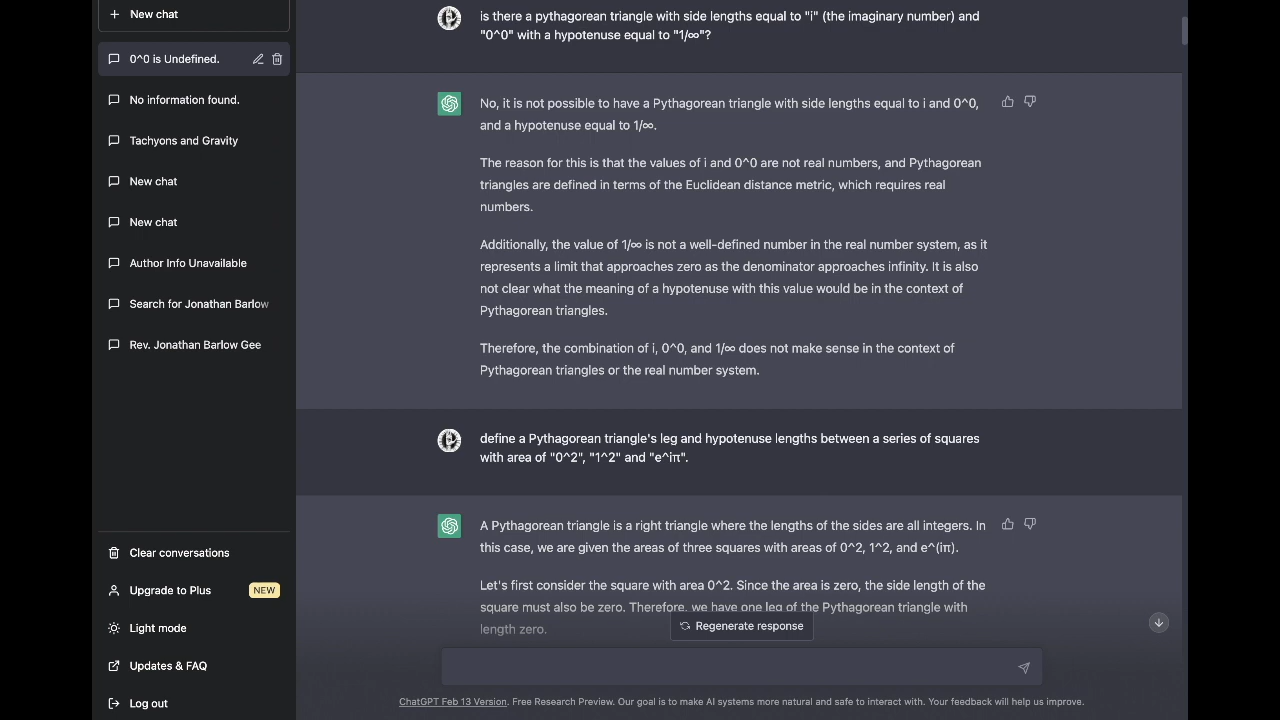 New chat
0^0 is Undefined.
No information found.
Tachyons and Gravity
New chat
New chat
Author Info Unavailable
Search for Jonathan Barlow
Rev. Jonathan Barlow Gee
Clear conversations
Upgrade to Plus NEW
Light mode
Updates & FAQ
Log out
is there a pythagorean triangle with side lengths equal to "i" (the imaginary number) and
"0^0" with a hypotenuse equal to "1/∞"?
No, it is not possible to have a Pythagorean triangle with side lengths equal to i and 0^0,
and a hypotenuse equal to 1/∞.
The reason for this is that the values of i and 0^0 are not real numbers, and Pythagorean
triangles are defined in terms of the Euclidean distance metric, which requires real
numbers.
Additionally, the value of 1/∞ is not a well-defined number in the real number system, as it
represents a limit that approaches zero as the denominator approaches infinity. It is also
not clear what the meaning of a hypotenuse with this value would be in the context of
Pythagorean triangles.
Therefore, the combination of i, 0^0, and 1/∞ does not make sense in the context of
Pythagorean triangles or the real number system.
define a Pythagorean triangle's leg and hypotenuse lengths between a series of squares
with area of "0^2", "1^2" and "e^iπ".
A Pythagorean triangle is a right triangle where the lengths of the sides are all integers. In
this case, we are given the areas of three squares with areas of 0^2, 1^2, and e^(iπ).
Let's first consider the square with area 0^2. Since the area is zero, the side length of the
square must also be zero. Therefore, we have one leg of the Pythagorean triangle with
length zero.
Regenerate response
ChatGPT Feb 13 Version. Free Research Preview. Our goal is to make AI systems more natural and safe to interact with. Your feedback will help us improve.